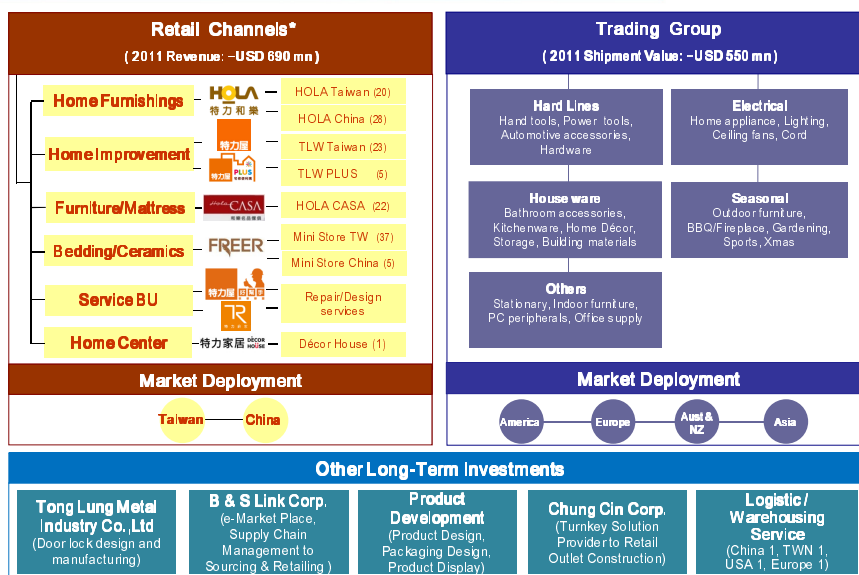 Retail Channels*
( 2011 Revenue: ~USD 690 mn )
Home Furnishings
HOLA
特力和樂
HOLA Taiwan (20)
HOLA China (28)
Home Improvement
特力屋
特力屋 PLUS
TLW Taiwan (23)
TLW PLUS (5)
Furniture/Mattress
CASA
HOLA CASA (22)
Bedding/Ceramics
FREER
Mini Store TW (37)
Mini Store China (5)
Service BU
特力屋
TR
Repair/Design
services
Home Center
特力家居 DÉCOR HOUSE
Décor House (1)
Market Deployment
Taiwan
China
Trading Group
( 2011 Shipment Value: ~USD 550 mn )
Hard Lines
Hand tools, Power tools,
Automotive accessories,
Hardware
Electrical
Home appliance, Lighting,
Ceiling fans, Cord
Houseware
Bathroom accessories,
Kitchenware, Home Décor,
Storage, Building materials
Seasonal
Outdoor furniture,
BBQ/Fireplace, Gardening,
Sports, Xmas
Others
Stationary, Indoor furniture,
PC peripherals, Office supply
Market Deployment
America
Europe
Aust &
NZ
Asia
Other Long-Term Investments
Tong Lung Metal
Industry Co.,Ltd
(Door lock design and
manufacturing)
B & S Link Corp.
(e-Market Place,
Supply Chain
Management to
Sourcing & Retailing )
Product
Development
(Product Design,
Packaging Design,
Product Display)
Chung Cin Corp.
(Turnkey Solution
Provider to Retail
Outlet Construction)
Logistic /
Warehousing
Service
(China 1, TWN 1,
USA 1, Europe 1)